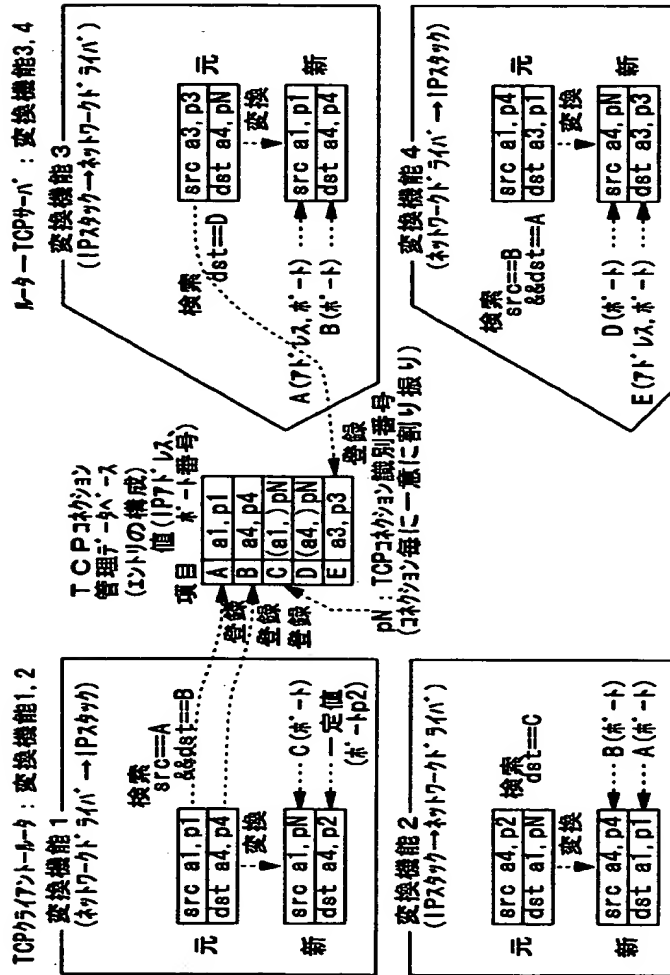 TCPクライアントールータ : 変換機能1, 2
変換機能 1
(ネットワークドライバ→IPスタック)
検索
src==A
&&dst==B
元
src a1, p1
dst a4, p4
変換
新
src a1, pN
dst a4, p2
C(ポート)
一定値
(ポートp2)
変換機能 2
(IPスタック→ネットワークドライバ)
元
src a4, p2
dst a1, pN
検索
dst==C
変換
新
src a4, p4
dst a1, p1
B(ポート)
A(ポート)
TCPコネクション
管理データベース
(エントリの構成)
項目
値(IPアドレス、
ポート番号)
A a1, p1
B a4, p4
C (a1,)pN
D (a4,)pN
E a3, p3
登録
登録
登録
登録
pN : TCPコネクション識別番号
(コネクション毎に一意に割り振り)
ルーターTCPサーバ : 変換機能3, 4
変換機能 3
(IPスタック→ネットワークドライバ)
検索
dst==D
元
src a3, p3
dst a4, pN
変換
新
src a1, p1
dst a4, p4
A(アドレス,ポート)
B(ポート)
変換機能 4
(ネットワークドライバ→IPスタック)
検索
src==B
&&dst==A
元
src a1, p4
dst a3, p1
変換
新
src a4, pN
dst a3, p3
D(ポート)
E(アドレス,ポート)